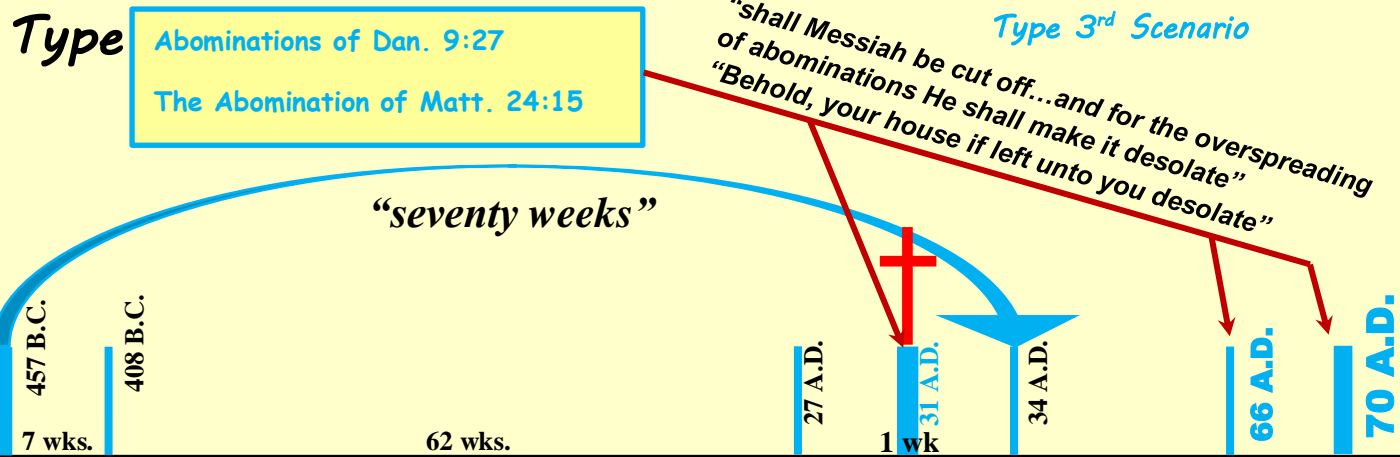 Type
Abominations of Dan. 9:27
The Abomination of Matt. 24:15
Type 3rd Scenario
“shall Messiah be cut off…and for the overspreading
of abominations He shall make it desolate”
“Behold, your house if left unto you desolate”
“seventy weeks”
457 B.C.
408 B.C.
27 A.D.
31 A.D.
34 A.D.
66 A.D.
70 A.D.
7 wks.
62 wks.
1 wk